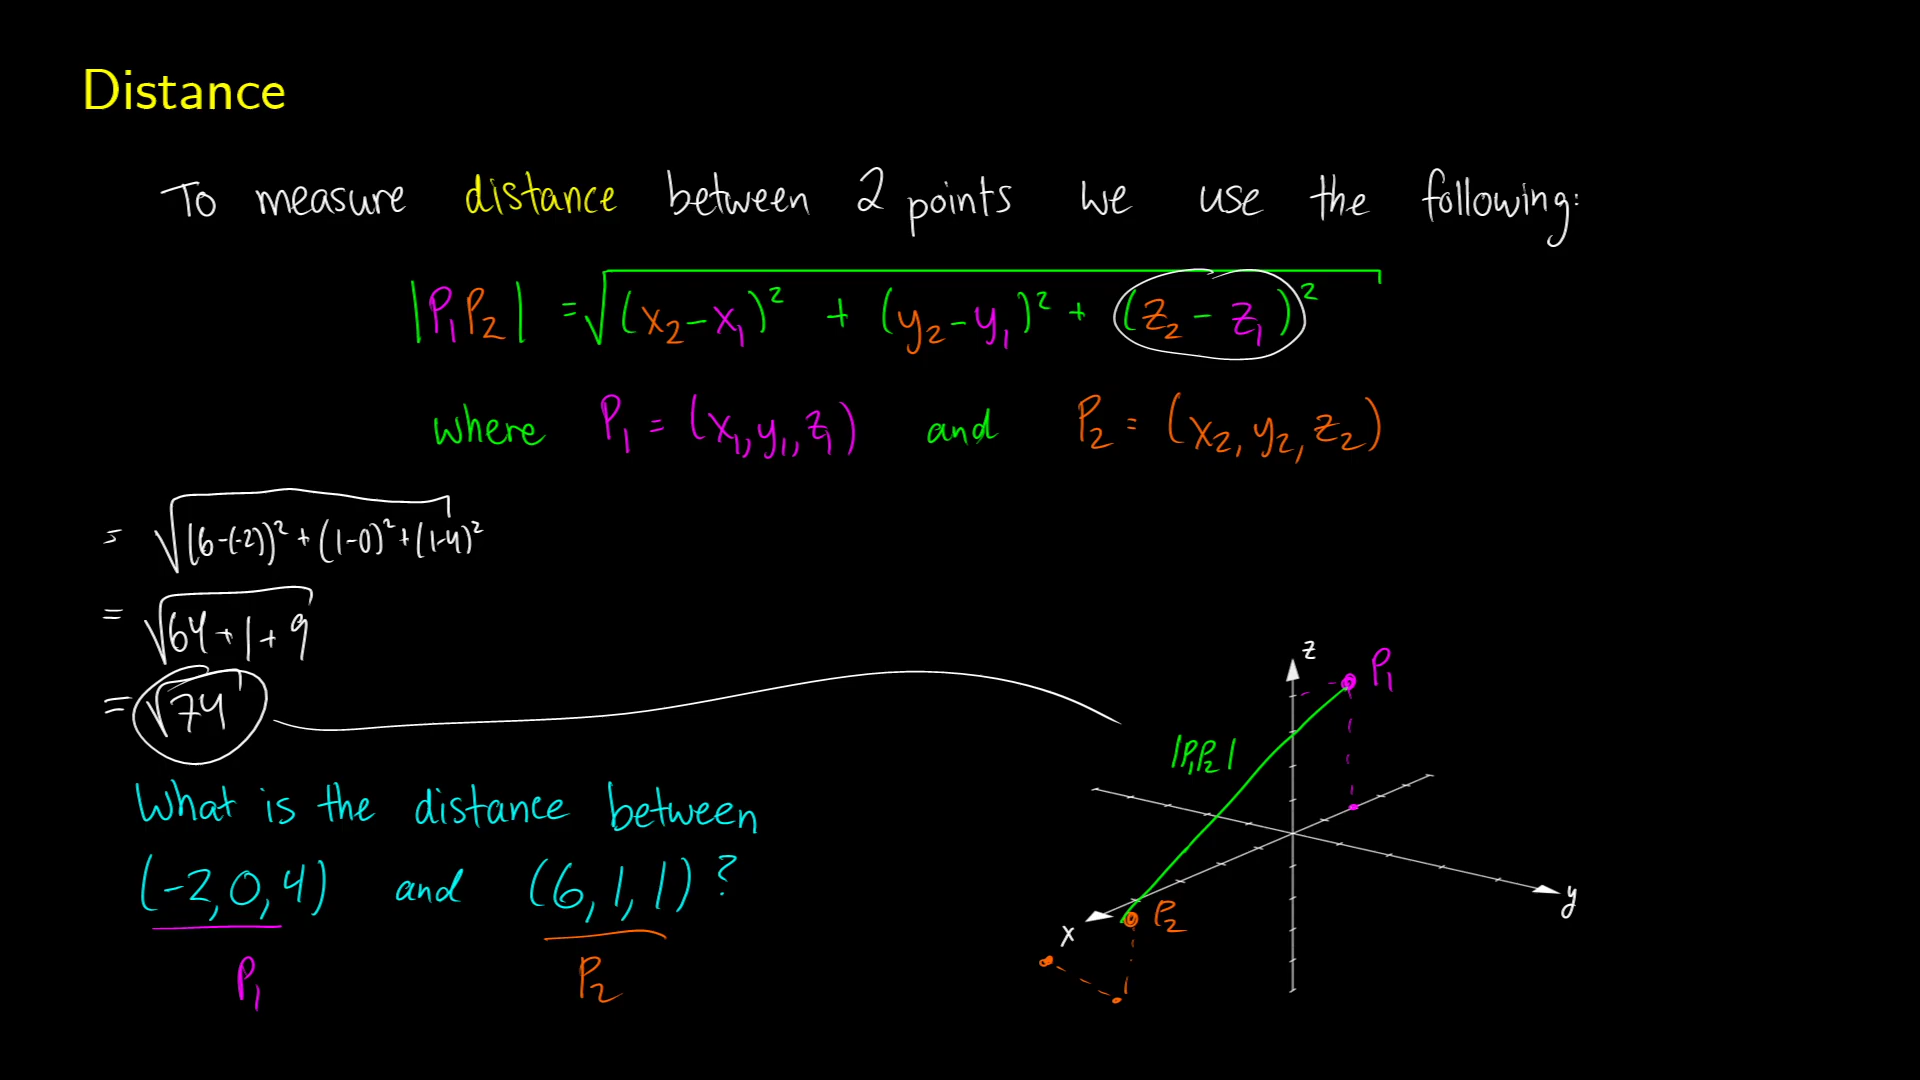 Distance
To measure distance between 2 points we use the following:
|P₁P₂| = √(x₂-x₁)² + (y₂-y₁)² + (z₂-z₁)²
where P₁ = (x₁,y₁,z₁) and P₂ = (x₂,y₂,z₂)
= √(6-(-2))²+(1-0)²+(1-4)²
= √64+1+9
= √74
What is the distance between
(-2,0,4) and (6,1,1)?
P₁ P₂
z P₁
|P₁P₂|
y
x P₂